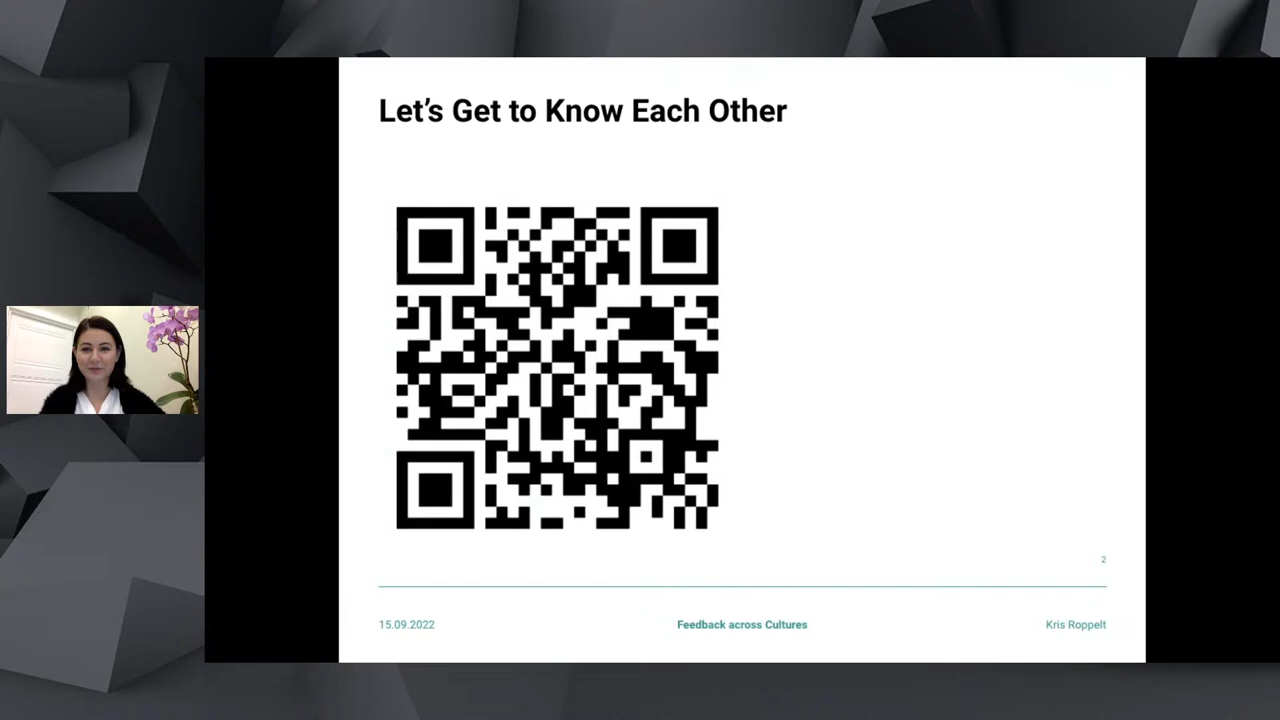 Let's Get to Know Each Other
2
15.09.2022
Feedback across Cultures
Kris Roppelt